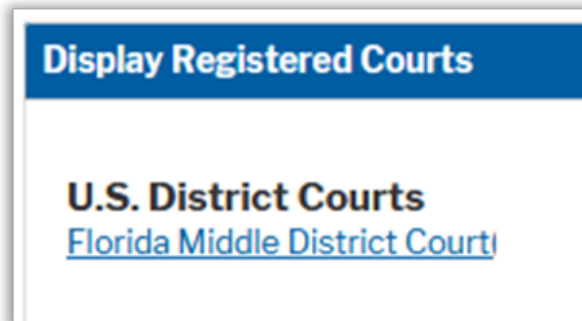 Display Registered Courts
U.S. District Courts
Florida Middle District Court(